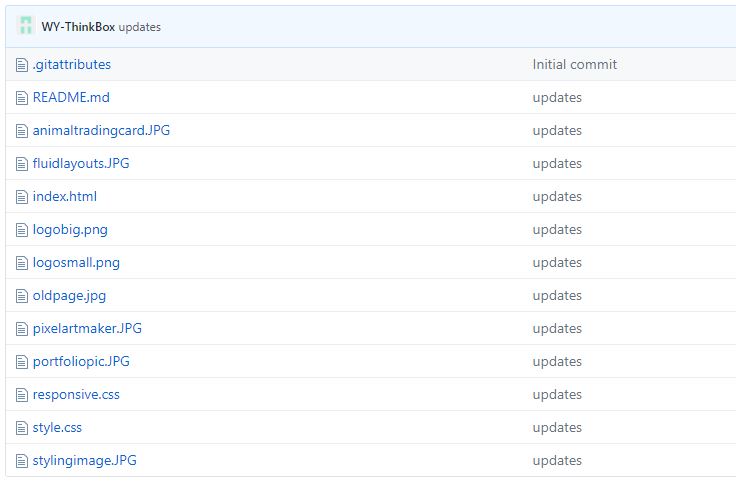 WY-ThinkBox updates
.gitattributes Initial commit
README.md updates
animaltradingcard.JPG updates
fluidlayouts.JPG updates
index.html updates
logobig.png updates
logosmall.png updates
oldpage.jpg updates
pixelartmaker.JPG updates
portfoliopic.JPG updates
responsive.css updates
style.css updates
stylingimage.JPG updates